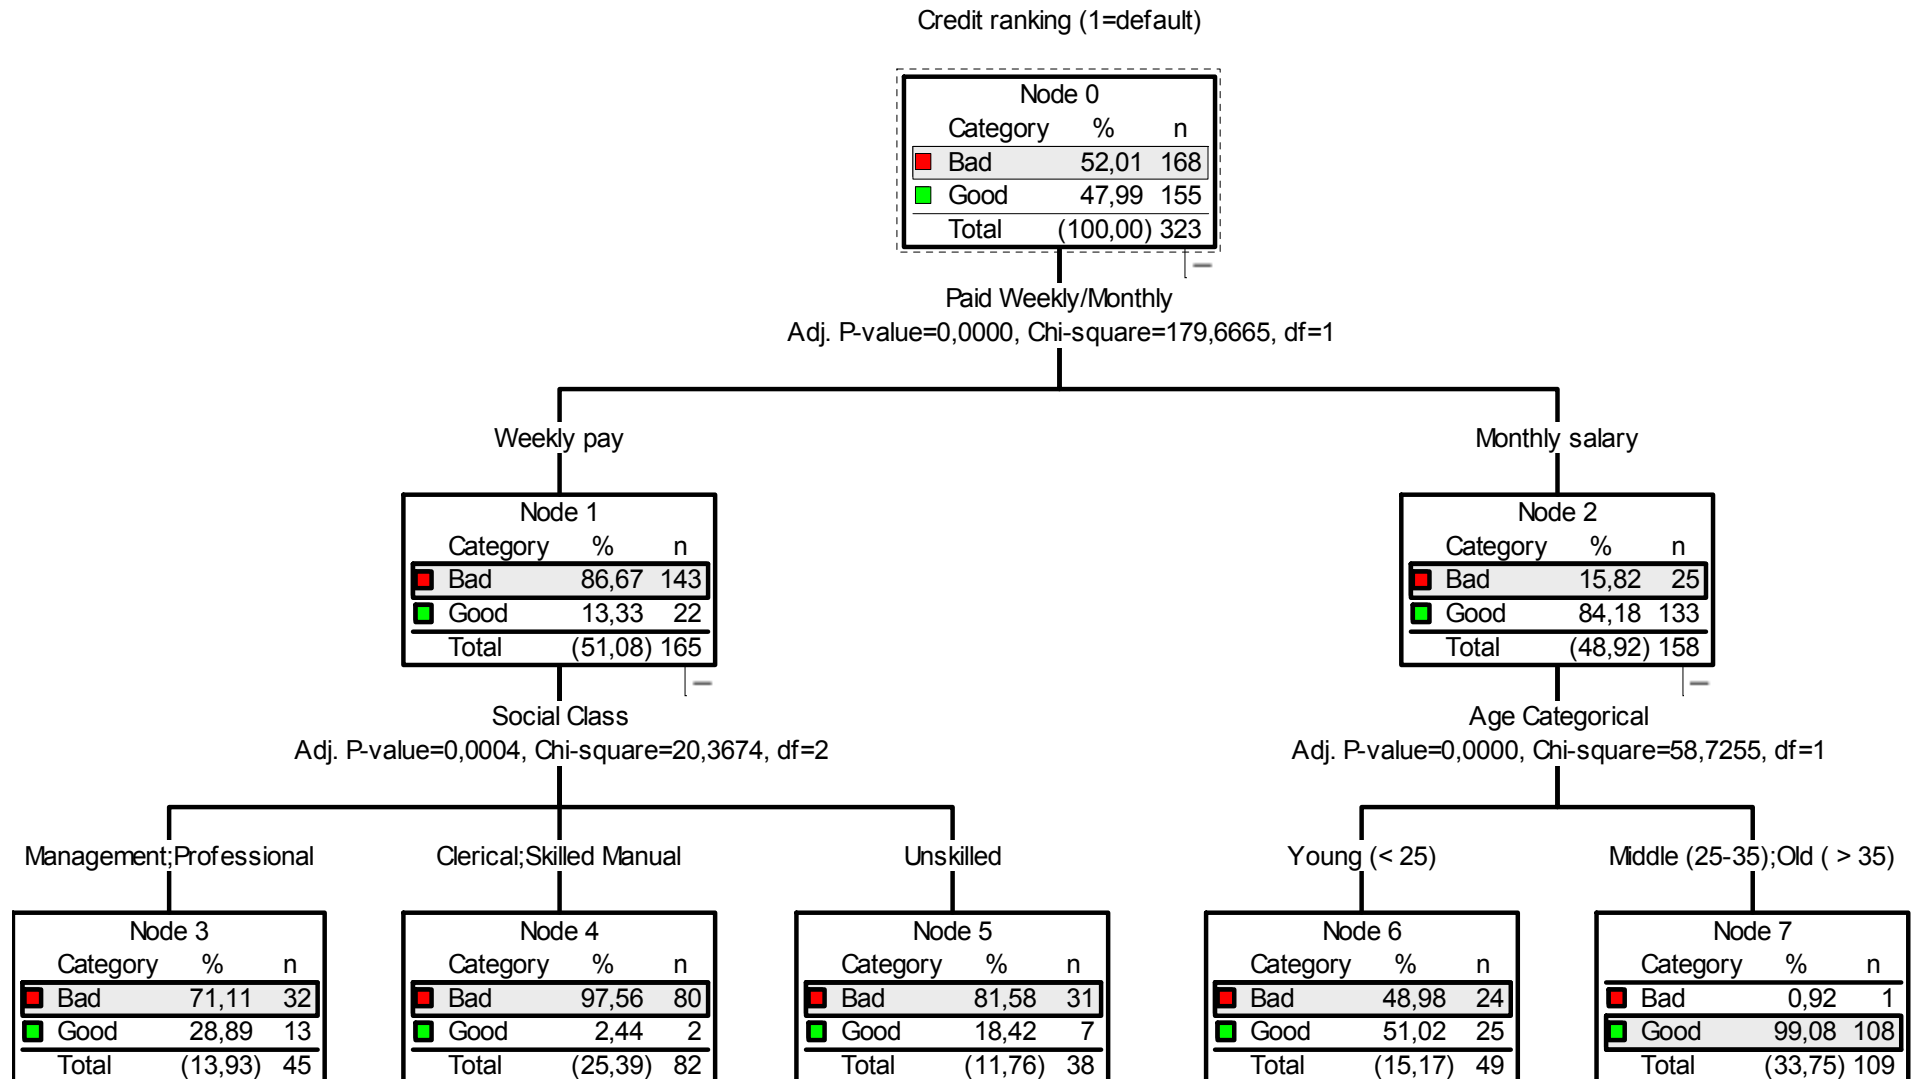 Credit ranking (1=default)
Node 0
Category % n
Bad 52,01 168
Good 47,99 155
Total (100,00) 323
Paid Weekly/Monthly
Adj. P-value=0,0000, Chi-square=179,6665, df=1
Weekly pay
Monthly salary
Node 1
Category % n
Bad 86,67 143
Good 13,33 22
Total (51,08) 165
Node 2
Category % n
Bad 15,82 25
Good 84,18 133
Total (48,92) 158
Social Class
Adj. P-value=0,0004, Chi-square=20,3674, df=2
Age Categorical
Adj. P-value=0,0000, Chi-square=58,7255, df=1
Management;Professional
Clerical;Skilled Manual
Unskilled
Young (< 25)
Middle (25-35);Old ( > 35)
Node 3
Category % n
Bad 71,11 32
Good 28,89 13
Total (13,93) 45
Node 4
Category % n
Bad 97,56 80
Good 2,44 2
Total (25,39) 82
Node 5
Category % n
Bad 81,58 31
Good 18,42 7
Total (11,76) 38
Node 6
Category % n
Bad 48,98 24
Good 51,02 25
Total (15,17) 49
Node 7
Category % n
Bad 0,92 1
Good 99,08 108
Total (33,75) 109